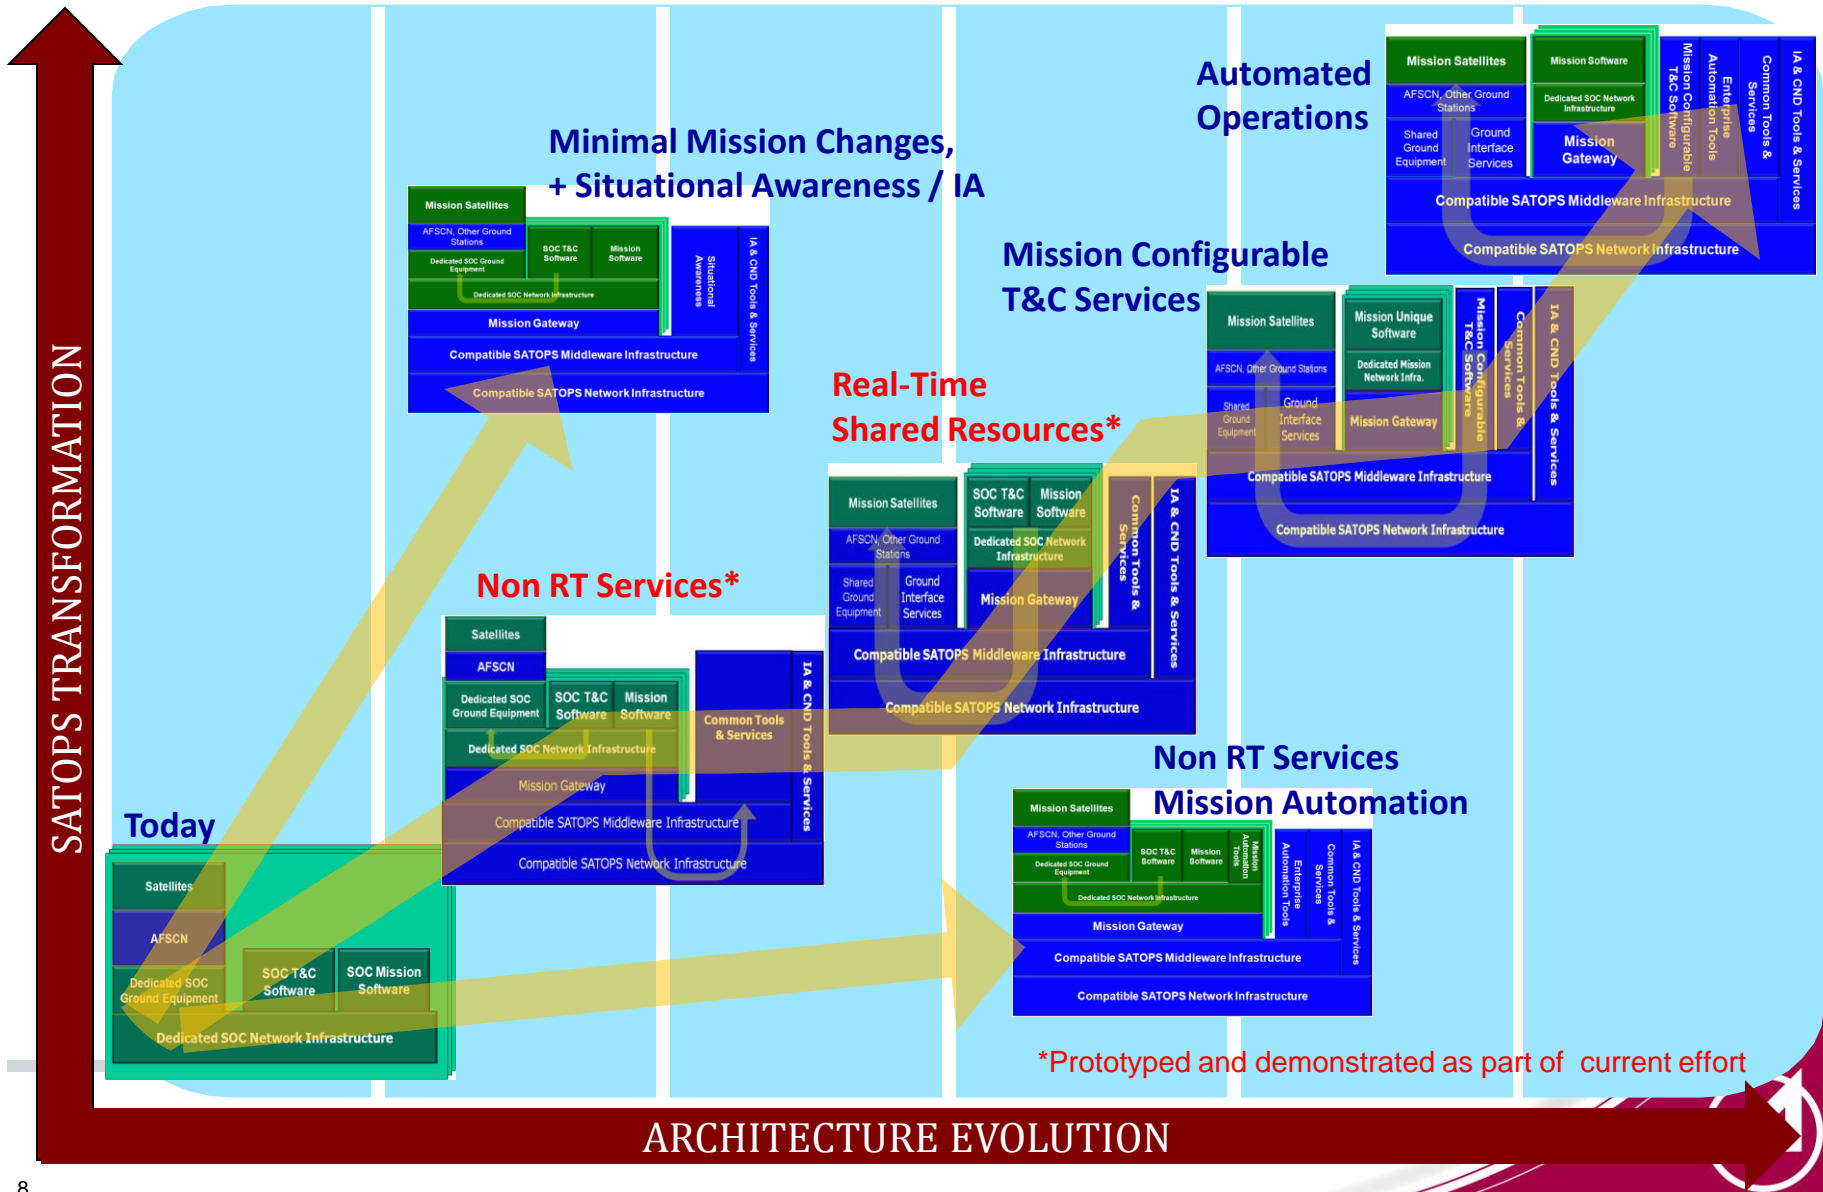 Automated
Operations
Mission Satellites
AFSCN, Other Ground
Stations
Shared
Ground
Equipment
Ground
Interface
Services
Mission Software
Dedicated SOC Network
Infrastructure
Mission
Gateway
Mission Configurable
T&C Software
Enterprise
Automation Tools
Common Tools &
Services
IA & CND Tools & Services
Compatible SATOPS Middleware Infrastructure
Compatible SATOPS Network Infrastructure
Minimal Mission Changes,
+ Situational Awareness / IA
Mission Satellites
AFSCN, Other Ground
Stations
Dedicated SOC Ground
Equipment
SOC T&C
Software
Mission
Software
Dedicated SOC Network Infrastructure
Mission Gateway
Situational
Awareness
IA & CND Tools & Services
Compatible SATOPS Middleware Infrastructure
Compatible SATOPS Network Infrastructure
Mission Configurable
T&C Services
Mission Satellites
AFSCN, Other Ground Stations
Shared
Ground
Equipment
Ground
Interface
Services
Mission Unique
Software
Dedicated Mission
Network Infra.
Mission Gateway
Mission Configurable
T&C Software
Common Tools &
Services
IA & CND Tools & Services
Compatible SATOPS Middleware Infrastructure
Compatible SATOPS Network Infrastructure
Real-Time
Shared Resources*
Mission Satellites
AFSCN, Other Ground
Stations
Shared
Ground
Equipment
Ground
Interface
Services
SOC T&C
Software
Mission
Software
Dedicated SOC Network
Infrastructure
Mission Gateway
Common Tools &
Services
IA & CND Tools & Services
Compatible SATOPS Middleware Infrastructure
Compatible SATOPS Network Infrastructure
Non RT Services*
Satellites
AFSCN
Dedicated SOC
Ground Equipment
SOC T&C
Software
Mission
Software
Dedicated SOC Network Infrastructure
Mission Gateway
Common Tools
& Services
IA & CND Tools & Services
Compatible SATOPS Middleware Infrastructure
Compatible SATOPS Network Infrastructure
Non RT Services
Mission Automation
Mission Satellites
AFSCN, Other Ground
Stations
Dedicated SOC Ground
Equipment
SOC T&C
Software
Mission
Software
Mission
Automation
Tools
Dedicated SOC Network Infrastructure
Mission Gateway
Enterprise
Automation Tools
Common Tools &
Services
IA & CND Tools & Services
Compatible SATOPS Middleware Infrastructure
Compatible SATOPS Network Infrastructure
Today
Satellites
AFSCN
Dedicated SOC
Ground Equipment
SOC T&C
Software
SOC Mission
Software
Dedicated SOC Network Infrastructure
*Prototyped and demonstrated as part of current effort
SATOPS TRANSFORMATION
ARCHITECTURE EVOLUTION
8